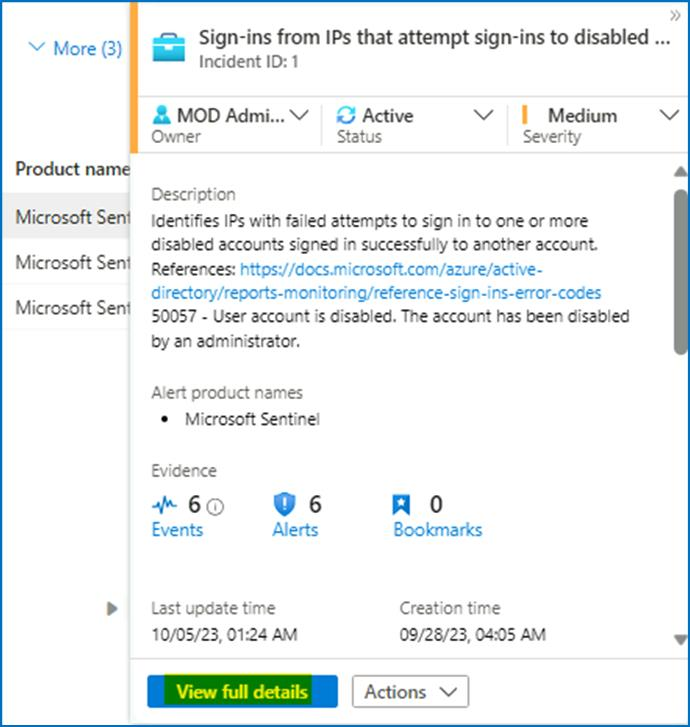 More (3)
Product name
Microsoft Sent
Microsoft Sent
Microsoft Sent
Sign-ins from IPs that attempt sign-ins to disabled ...
Incident ID: 1
MOD Admi...
Owner
Active
Status
Medium
Severity
Description
Identifies IPs with failed attempts to sign in to one or more
disabled accounts signed in successfully to another account.
References: https://docs.microsoft.com/azure/active-
directory/reports-monitoring/reference-sign-ins-error-codes
50057 - User account is disabled. The account has been disabled
by an administrator.
Alert product names
• Microsoft Sentinel
Evidence
6
Events
6
Alerts
0
Bookmarks
Last update time
10/05/23, 01:24 AM
Creation time
09/28/23, 04:05 AM
View full details
Actions